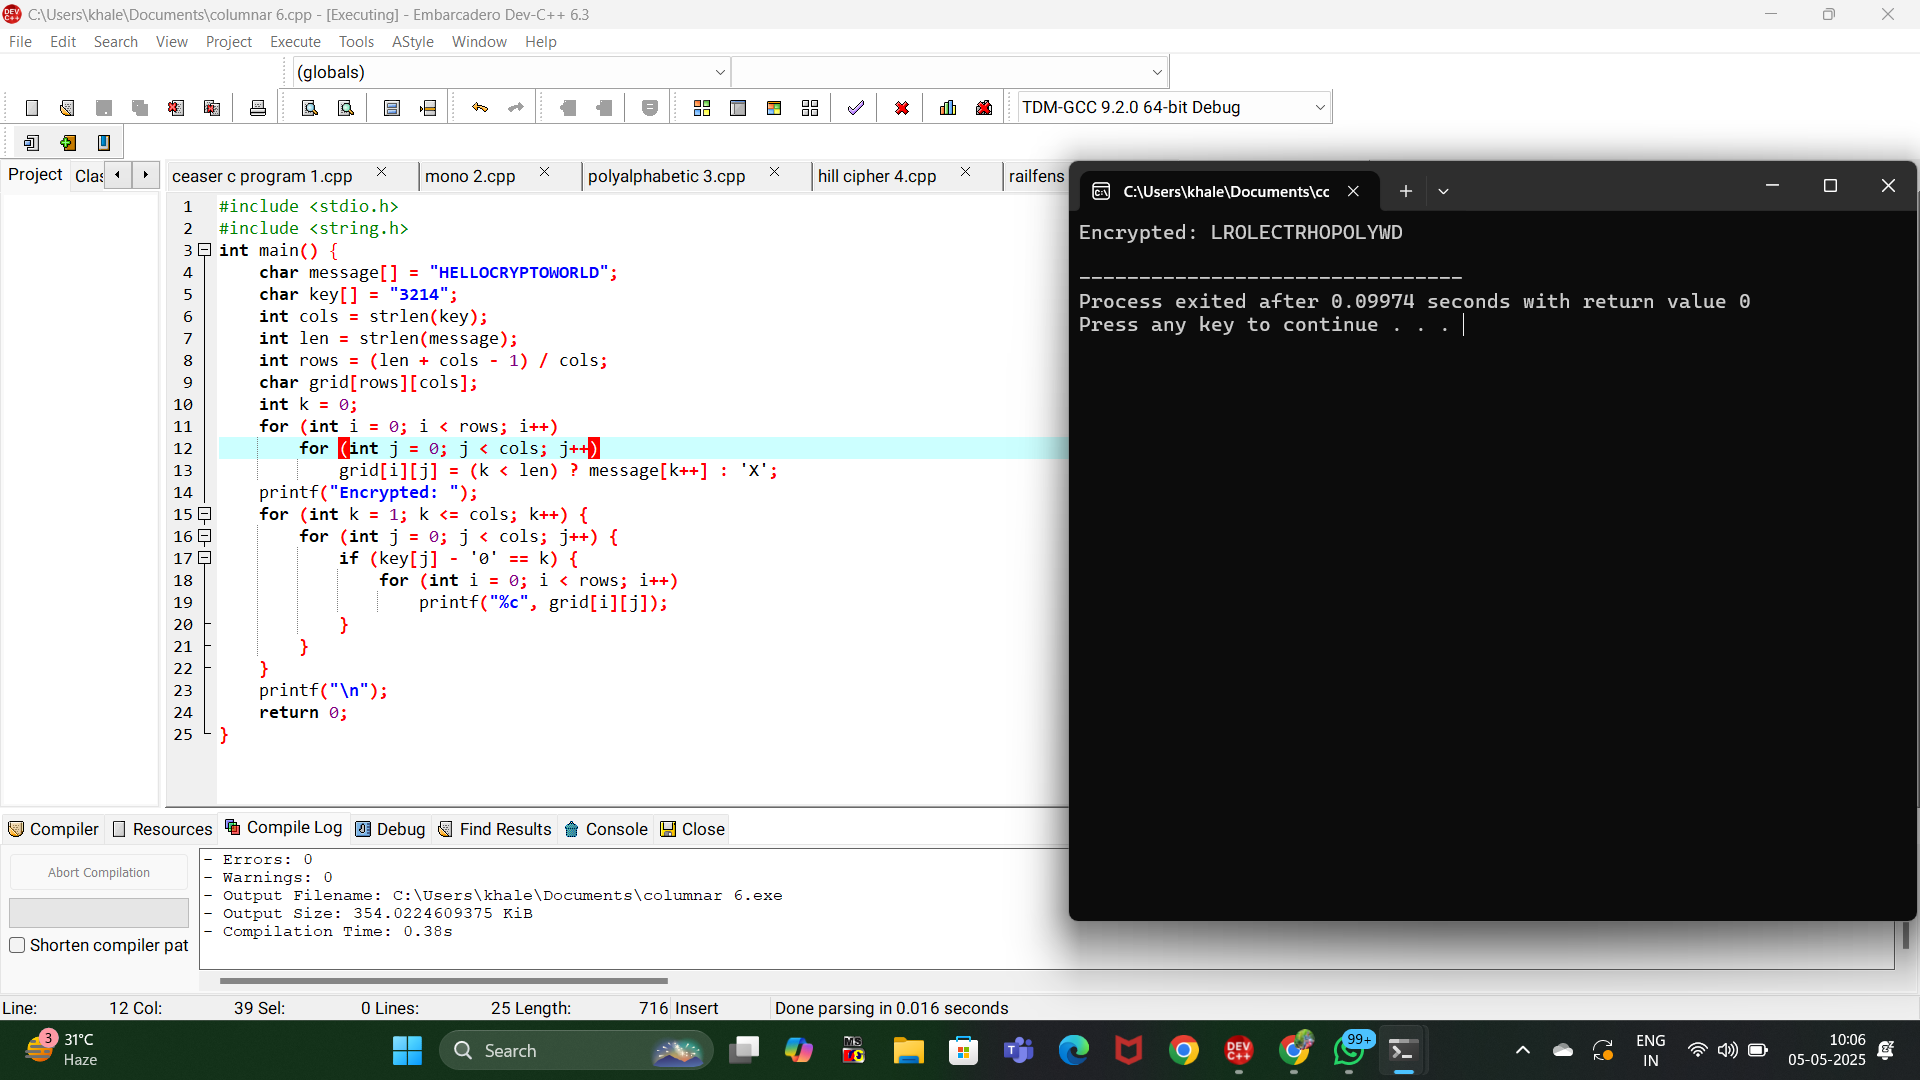 C:\Users\khale\Documents\columnar 6.cpp - [Executing] - Embarcadero Dev-C++ 6.3
File Edit Search View Project Execute Tools AStyle Window Help
(globals)
TDM-GCC 9.2.0 64-bit Debug
Project Clas
ceaser c program 1.cpp mono 2.cpp polyalphabetic 3.cpp hill cipher 4.cpp railfens
1 #include <stdio.h>
2 #include <string.h>
3 int main() {
4 char message[] = "HELLOCRYPTOWORLD";
5 char key[] = "3214";
6 int cols = strlen(key);
7 int len = strlen(message);
8 int rows = (len + cols - 1) / cols;
9 char grid[rows][cols];
10 int k = 0;
11 for (int i = 0; i < rows; i++)
12 for (int j = 0; j < cols; j++)
13 grid[i][j] = (k < len) ? message[k++] : 'X';
14 printf("Encrypted: ");
15 for (int k = 1; k <= cols; k++) {
16 for (int j = 0; j < cols; j++) {
17 if (key[j] - '0' == k) {
18 for (int i = 0; i < rows; i++)
19 printf("%c", grid[i][j]);
20 }
21 }
22 }
23 printf("\n");
24 return 0;
25 }
C:\Users\khale\Documents\cc
Encrypted: LROLECTRHOPOLYWD
--------------------------------
Process exited after 0.09974 seconds with return value 0
Press any key to continue . . .
Compiler Resources Compile Log Debug Find Results Console Close
Abort Compilation
Shorten compiler pat
- Errors: 0
- Warnings: 0
- Output Filename: C:\Users\khale\Documents\columnar 6.exe
- Output Size: 354.0224609375 KiB
- Compilation Time: 0.38s
Line: 12 Col: 39 Sel: 0 Lines: 25 Length: 716 Insert Done parsing in 0.016 seconds
3
31°C
Haze
Search
DEV C++
99+
ENG
IN
10:06
05-05-2025